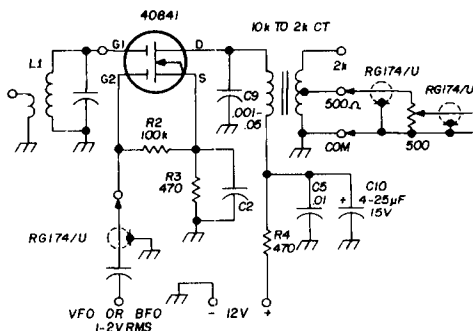 40841
10k TO 2k CT
L1
G1
D
G2
S
2k
RG174/U
RG174/U
C9
.001-
.05
500Ω
R2
100k
COM
500
R3
470
C2
C5
.01
C10
4-25μF
15V
RG174/U
R4
470
VFO OR BFO
1-2V RMS
- 12V +